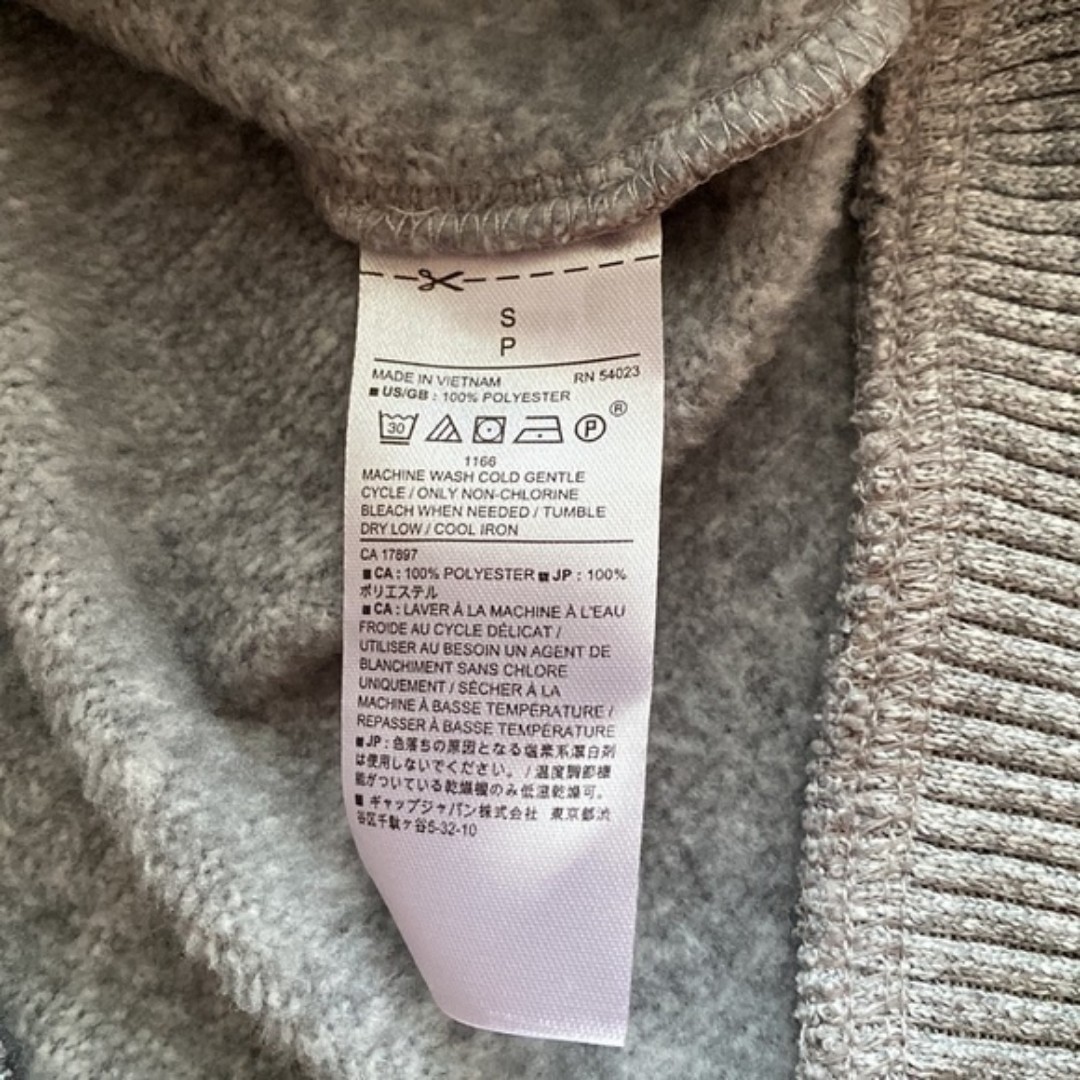 S
P
MADE IN VIETNAM RN 54023
■ US/GB : 100% POLYESTER
30 P ®
1166
MACHINE WASH COLD GENTLE
CYCLE / ONLY NON-CHLORINE
BLEACH WHEN NEEDED / TUMBLE
DRY LOW / COOL IRON
CA 17897
■ CA : 100% POLYESTER ■ JP : 100%
ポリエステル
■ CA : LAVER À LA MACHINE À L'EAU
FROIDE AU CYCLE DÉLICAT /
UTILISER AU BESOIN UN AGENT DE
BLANCHIMENT SANS CHLORE
UNIQUEMENT / SÉCHER À LA
MACHINE À BASSE TEMPÉRATURE /
REPASSER À BASSE TEMPÉRATURE
■ JP : 色落ちの原因となる塩素系漂白剤
は使用しないでください。 / 温度調節機
能がついている乾燥機のみ低温乾燥可。
■ ギャップジャパン株式会社 東京都渋
谷区千駄ヶ谷5-32-10